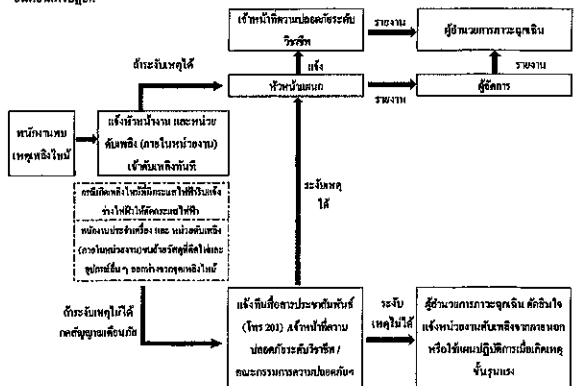 เจ้าหน้าที่ความปลอดภัยระดับ
วิชาชีพ
รายงาน
ผู้อำนวยการภาวะฉุกเฉิน
ถ้าระงับเหตุได้
แจ้ง
รายงาน
หัวหน้าแผนก
รายงาน
ผู้จัดการ
พนักงานพบ
เหตุเพลิงไหม้
แจ้งหัวหน้างาน และหน่วย
ดับเพลิง (ภายในหน่วยงาน)
เข้าดับเพลิงทันที
ระงับเหตุ
ได้
กรณีเกิดเพลิงไหม้ที่มีกระแสไฟฟ้ารีบแจ้ง
ช่างไฟฟ้าให้ตัดกระแสไฟฟ้า
พนักงานประจำเครื่อง และ หน่วยดับเพลิง
(ภายในหน่วยงาน)ขนย้ายวัสดุที่ติดไฟและ
อุปกรณ์อื่น ๆ ออกห่างจากจุดเพลิงไหม้
ถ้าระงับเหตุไม่ได้
กดสัญญาณเตือนภัย
แจ้งทีมสื่อสารประชาสัมพันธ์
(โทร 201) /เจ้าหน้าที่ความ
ปลอดภัยระดับวิชาชีพ /
คณะกรรมการความปลอดภัยฯ
ระงับ
เหตุไม่ได้
ผู้อำนวยการภาวะฉุกเฉิน ตัดสินใจ
แจ้งหน่วยงานดับเพลิงจากภายนอก
หรือใช้แผนปฏิบัติการเมื่อเกิดเหตุ
ขั้นรุนแรง